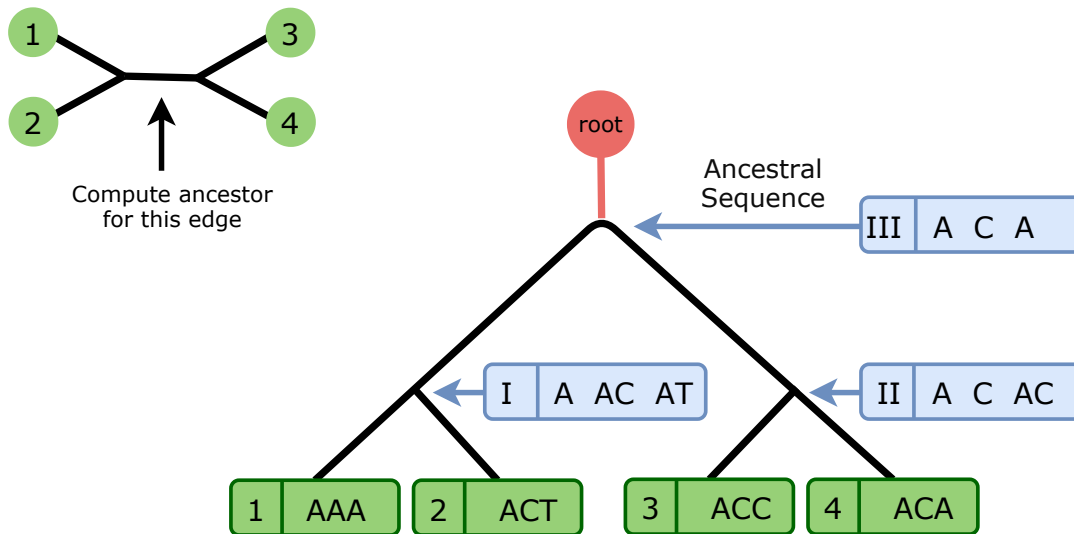 1
3
2
4
Compute ancestor
for this edge
root
Ancestral
Sequence
III A C A
I A AC AT
II A C AC
1 AAA
2 ACT
3 ACC
4 ACA